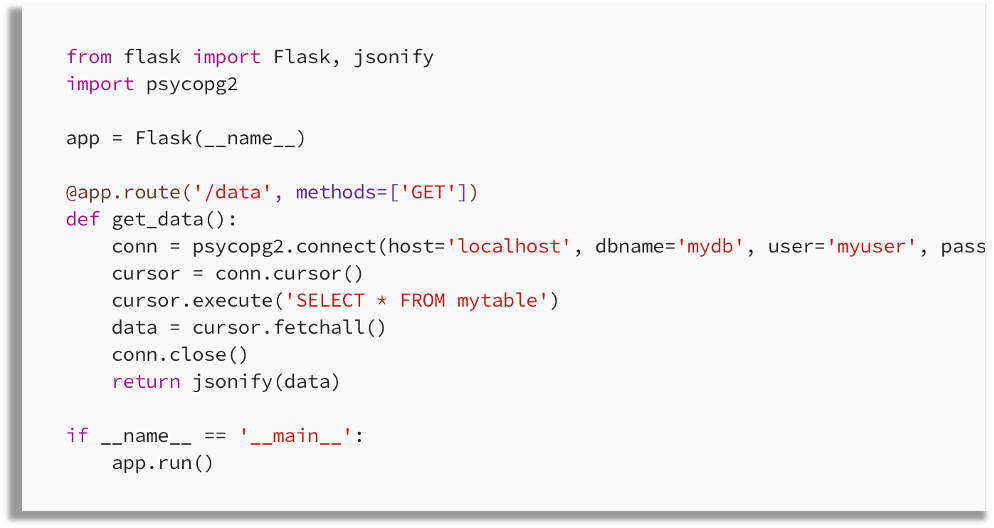 from flask import Flask, jsonify
import psycopg2
app = Flask(__name__)
@app.route('/data', methods=['GET'])
def get_data():
    conn = psycopg2.connect(host='localhost', dbname='mydb', user='myuser', pass
    cursor = conn.cursor()
    cursor.execute('SELECT * FROM mytable')
    data = cursor.fetchall()
    conn.close()
    return jsonify(data)
if __name__ == '__main__':
    app.run()